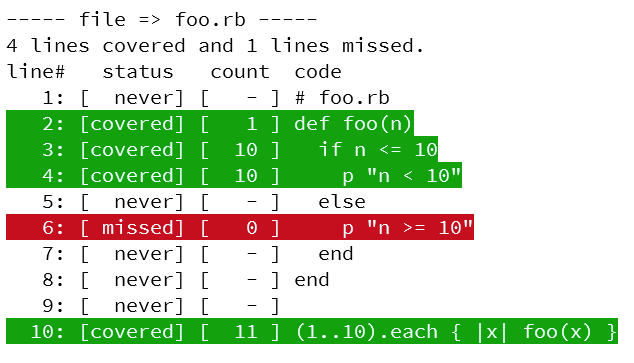 ----- file => foo.rb -----
4 lines covered and 1 lines missed.
line#   status   count  code
   1: [  never] [   - ] # foo.rb
   2: [covered] [   1 ] def foo(n)
   3: [covered] [  10 ]   if n <= 10
   4: [covered] [  10 ]     p "n < 10"
   5: [  never] [   - ]   else
   6: [ missed] [   0 ]     p "n >= 10"
   7: [  never] [   - ]   end
   8: [  never] [   - ] end
   9: [  never] [   - ]
  10: [covered] [  11 ] (1..10).each { |x| foo(x) }